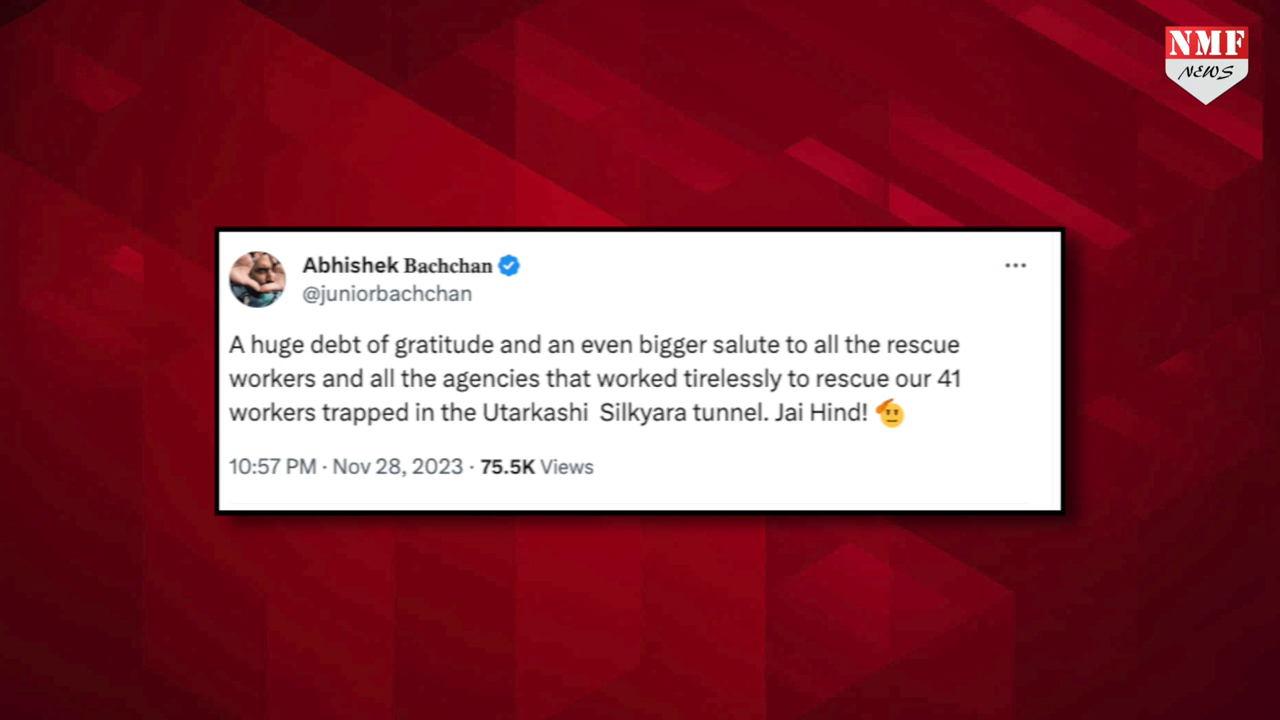 NMF
NEWS
Abhishek Bachchan
@juniorbachchan
A huge debt of gratitude and an even bigger salute to all the rescue
workers and all the agencies that worked tirelessly to rescue our 41
workers trapped in the Utarkashi Silkyara tunnel. Jai Hind! 🫡
10:57 PM · Nov 28, 2023 · 75.5K Views